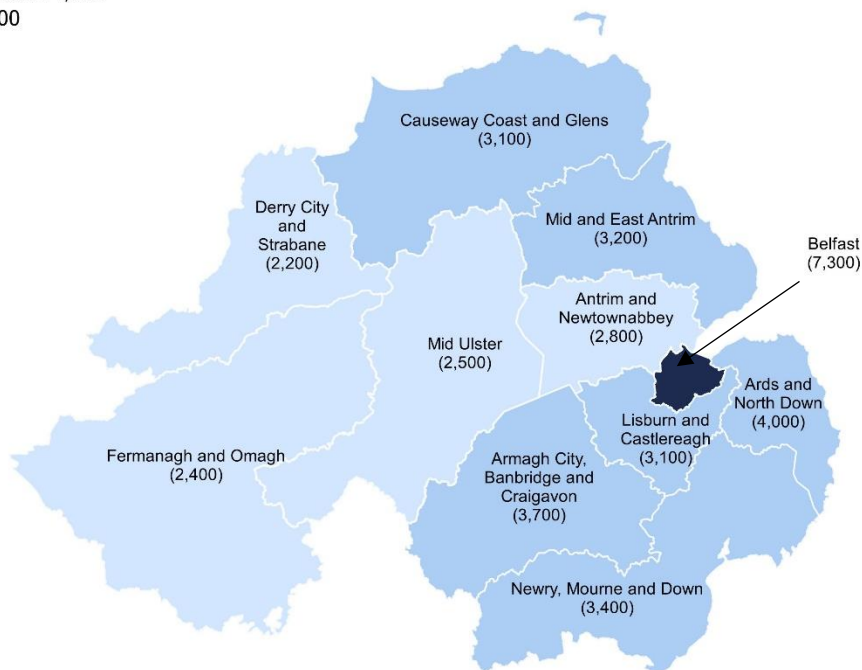 00
Causeway Coast and Glens
(3,100)
Derry City
and
Strabane
(2,200)
Mid and East Antrim
(3,200)
Belfast
(7,300)
Antrim and
Newtownabbey
(2,800)
Mid Ulster
(2,500)
Ards and
North Down
(4,000)
Lisburn and
Castlereagh
(3,100)
Fermanagh and Omagh
(2,400)
Armagh City,
Banbridge and
Craigavon
(3,700)
Newry, Mourne and Down
(3,400)